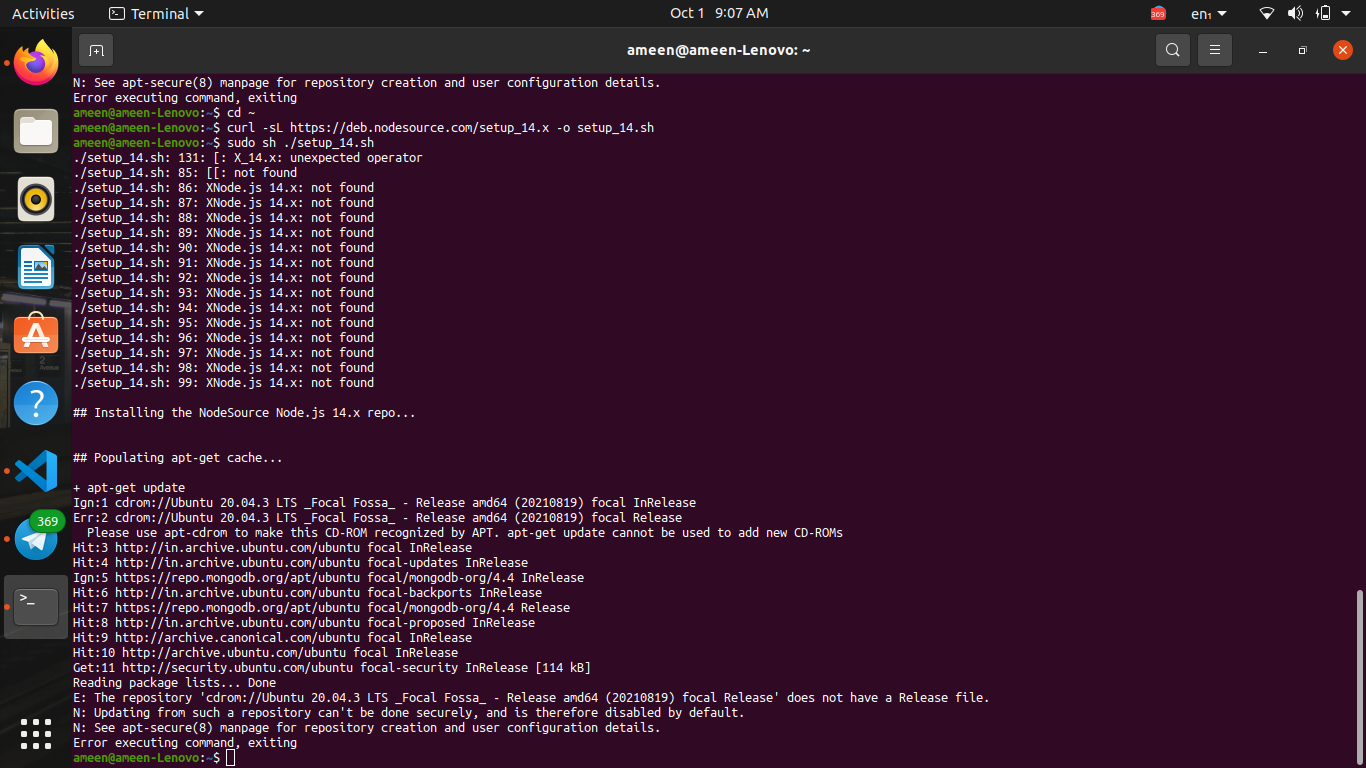 Activities
Terminal
Oct 1 9:07 AM
369
en₁
ameen@ameen-Lenovo: ~
N: See apt-secure(8) manpage for repository creation and user configuration details.
Error executing command, exiting
ameen@ameen-Lenovo:~$ cd ~
ameen@ameen-Lenovo:~$ curl -sL https://deb.nodesource.com/setup_14.x -o setup_14.sh
ameen@ameen-Lenovo:~$ sudo sh ./setup_14.sh
./setup_14.sh: 131: [: X_14.x: unexpected operator
./setup_14.sh: 85: [[: not found
./setup_14.sh: 86: XNode.js 14.x: not found
./setup_14.sh: 87: XNode.js 14.x: not found
./setup_14.sh: 88: XNode.js 14.x: not found
./setup_14.sh: 89: XNode.js 14.x: not found
./setup_14.sh: 90: XNode.js 14.x: not found
./setup_14.sh: 91: XNode.js 14.x: not found
./setup_14.sh: 92: XNode.js 14.x: not found
./setup_14.sh: 93: XNode.js 14.x: not found
./setup_14.sh: 94: XNode.js 14.x: not found
./setup_14.sh: 95: XNode.js 14.x: not found
./setup_14.sh: 96: XNode.js 14.x: not found
./setup_14.sh: 97: XNode.js 14.x: not found
./setup_14.sh: 98: XNode.js 14.x: not found
./setup_14.sh: 99: XNode.js 14.x: not found
## Installing the NodeSource Node.js 14.x repo...
## Populating apt-get cache...
+ apt-get update
Ign:1 cdrom://Ubuntu 20.04.3 LTS _Focal Fossa_ - Release amd64 (20210819) focal InRelease
Err:2 cdrom://Ubuntu 20.04.3 LTS _Focal Fossa_ - Release amd64 (20210819) focal Release
  Please use apt-cdrom to make this CD-ROM recognized by APT. apt-get update cannot be used to add new CD-ROMs
Hit:3 http://in.archive.ubuntu.com/ubuntu focal InRelease
Hit:4 http://in.archive.ubuntu.com/ubuntu focal-updates InRelease
Ign:5 https://repo.mongodb.org/apt/ubuntu focal/mongodb-org/4.4 InRelease
Hit:6 http://in.archive.ubuntu.com/ubuntu focal-backports InRelease
Hit:7 https://repo.mongodb.org/apt/ubuntu focal/mongodb-org/4.4 Release
Hit:8 http://in.archive.ubuntu.com/ubuntu focal-proposed InRelease
Hit:9 http://archive.canonical.com/ubuntu focal InRelease
Hit:10 http://archive.ubuntu.com/ubuntu focal InRelease
Get:11 http://security.ubuntu.com/ubuntu focal-security InRelease [114 kB]
Reading package lists... Done
E: The repository 'cdrom://Ubuntu 20.04.3 LTS _Focal Fossa_ - Release amd64 (20210819) focal Release' does not have a Release file.
N: Updating from such a repository can't be done securely, and is therefore disabled by default.
N: See apt-secure(8) manpage for repository creation and user configuration details.
Error executing command, exiting
ameen@ameen-Lenovo:~$
369